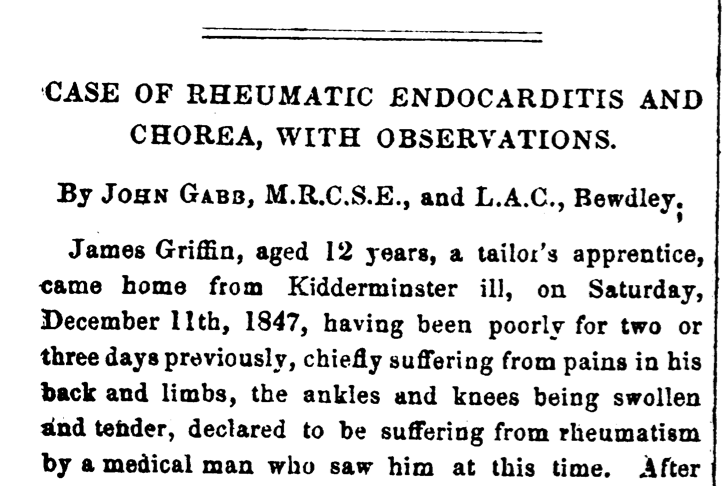 CASE OF RHEUMATIC ENDOCARDITIS AND
CHOREA, WITH OBSERVATIONS.
By JOHN GABB, M.R.C.S.E., and L.A.C., Bewdley.
James Griffin, aged 12 years, a tailor's apprentice,
came home from Kidderminster ill, on Saturday,
December 11th, 1847, having been poorly for two or
three days previously, chiefly suffering from pains in his
back and limbs, the ankles and knees being swollen
and tender, declared to be suffering from rheumatism
by a medical man who saw him at this time. After